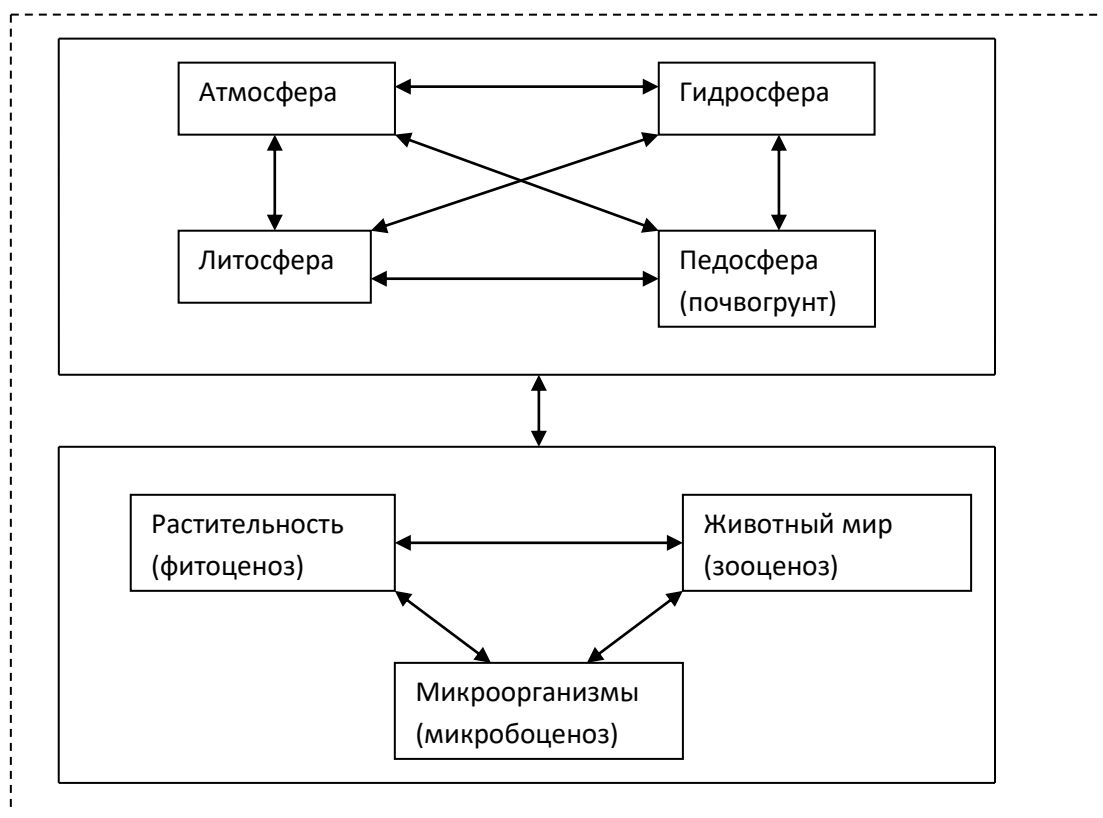 Атмосфера
Гидросфера
Литосфера
Педосфера
(почвогрунт)
Растительность
(фитоценоз)
Животный мир
(зооценоз)
Микроорганизмы
(микробоценоз)